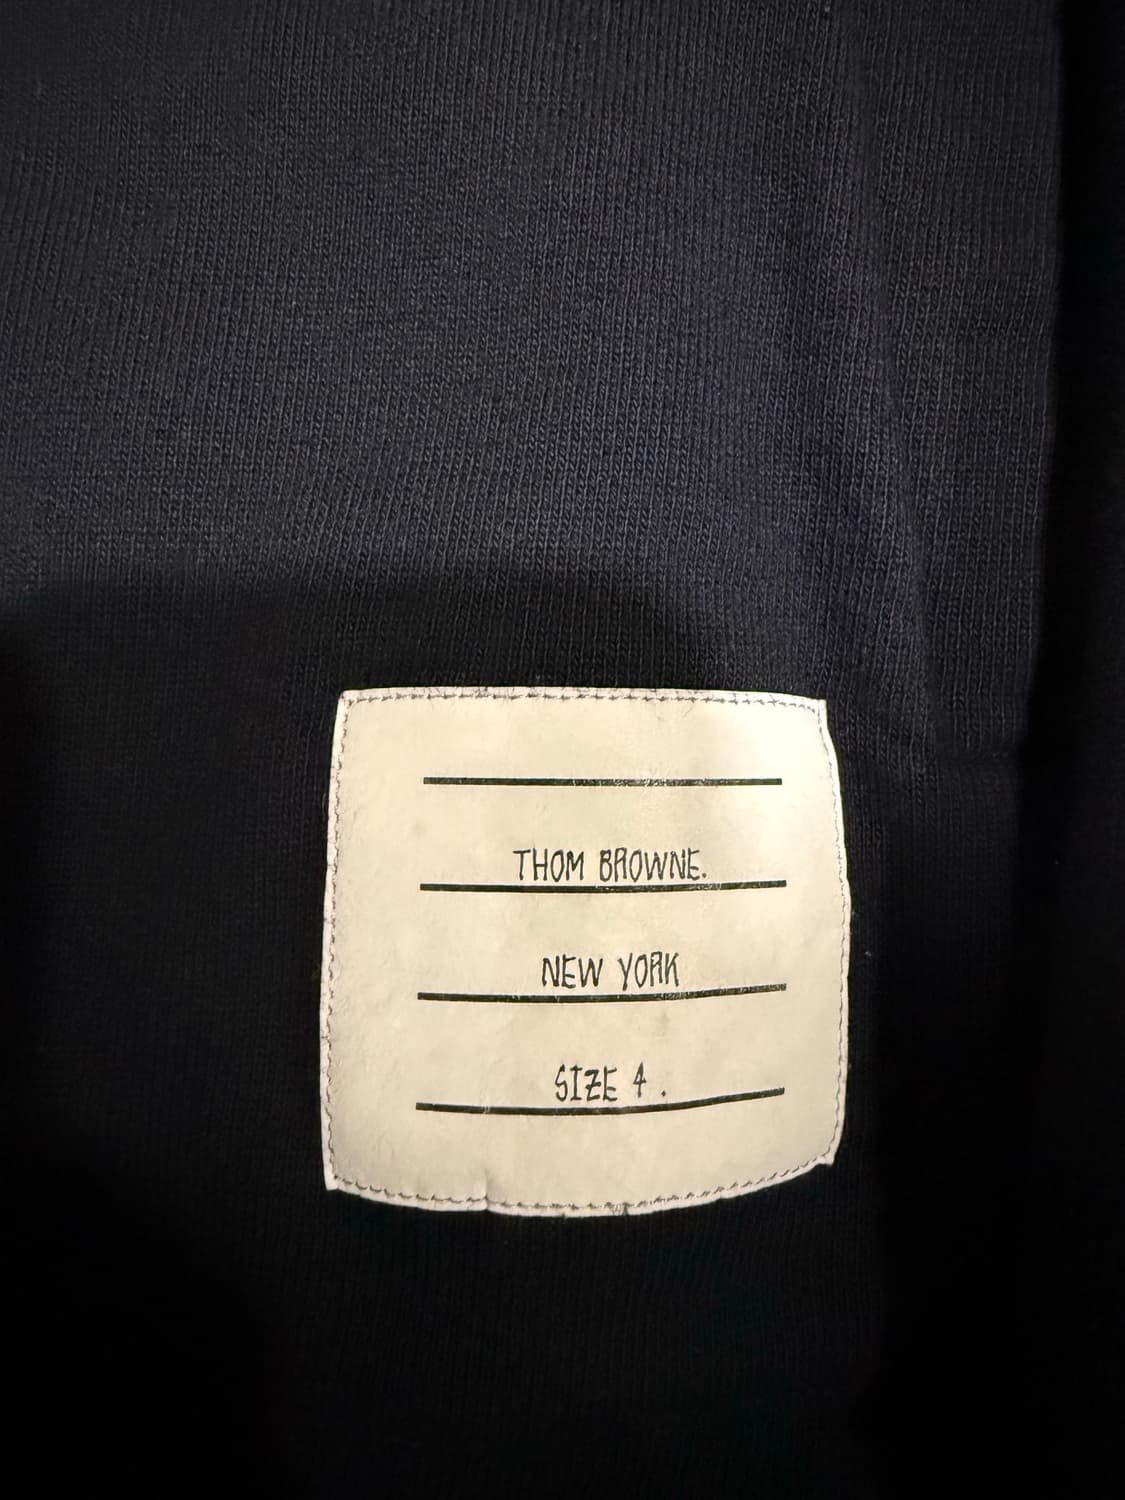 THOM BROWNE.
NEW YORK
SIZE 4 .